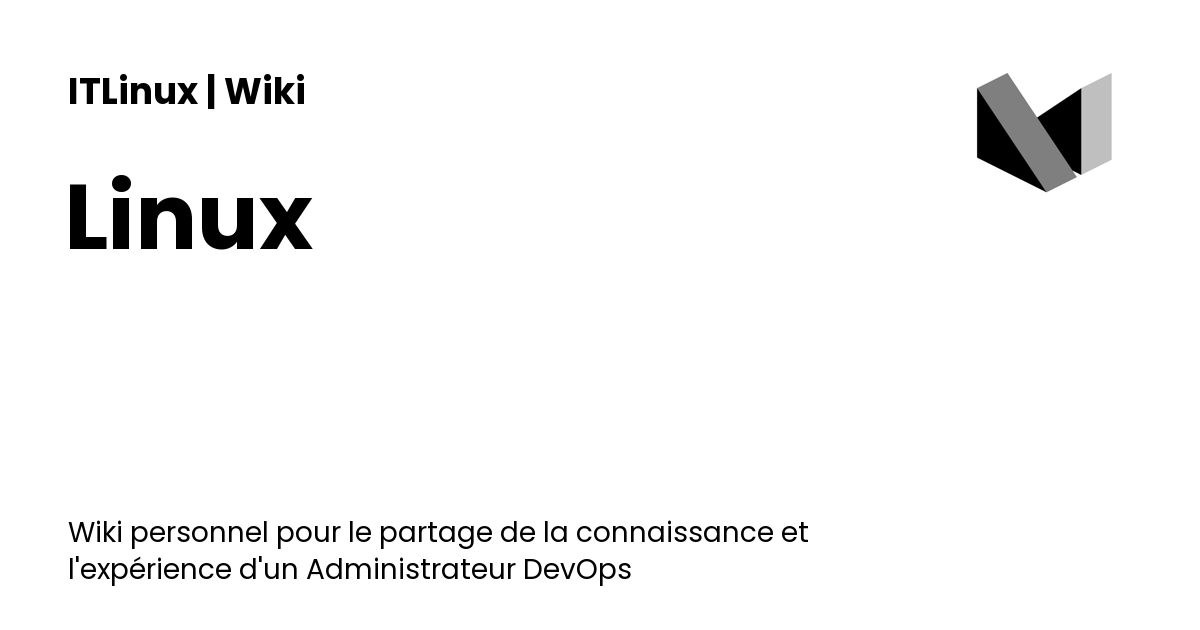 ITLinux | Wiki
Linux
Wiki personnel pour le partage de la connaissance et
l'expérience d'un Administrateur DevOps